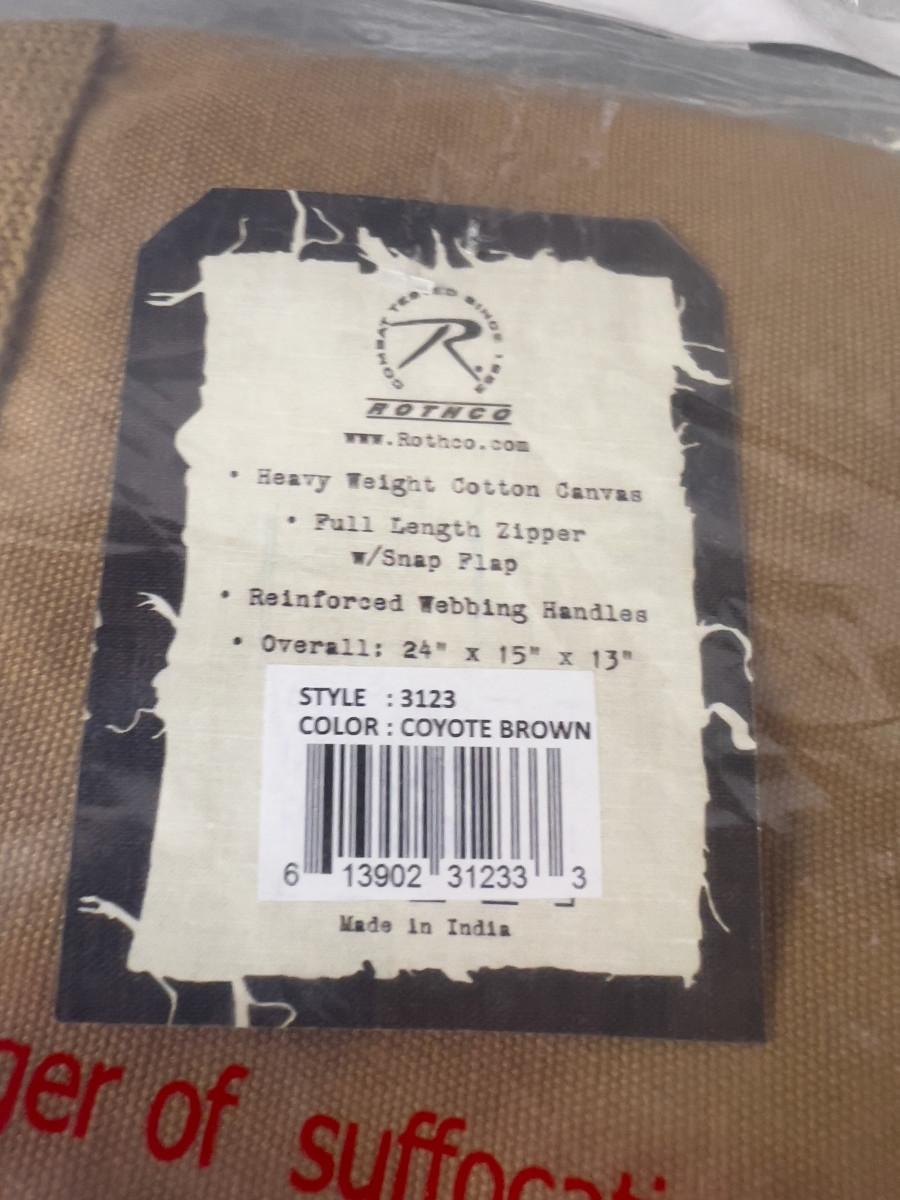 COMBAT TESTED SINCE 1953
R
ROTHCO
www.Rothco.com
• Heavy Weight Cotton Canvas
• Full Length Zipper
w/Snap Flap
• Reinforced Webbing Handles
• Overall: 24" x 15" x 13"
STYLE : 3123
COLOR : COYOTE BROWN
6 13902 31233 3
Made in India
ger of suffocati